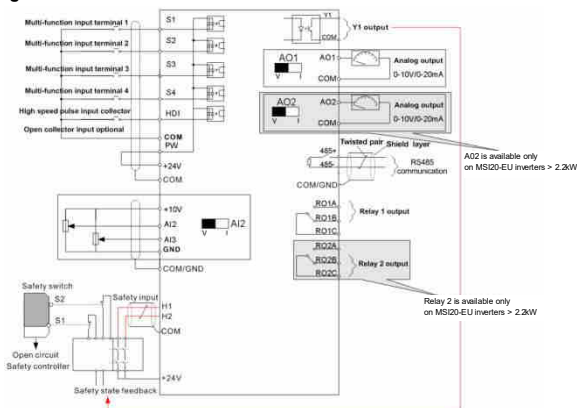 Multi-function input terminal 1
S1
Multi-function input terminal 2
S2
Multi-function input terminal 3
S3
Multi-function input terminal 4
S4
High speed pulse input collector
HDI
Open collector input optional
COM
PW
+24V
COM
+10V
AI2
AI3
GND
V I
AI2
COM/GND
Safety switch
S2
S1
Safety input
H1
H2
COM
Open circuit
Safety controller
+24V
Safety state feedback
Y1
Y1 output
COM
AO1
V I
AO1
Analog output
0-10V/0-20mA
COM
AO2
V I
AO2
Analog output
0-10V/0-20mA
COM
AO2 is available only
on MSI20-EU inverters > 2.2kW
Twisted pair
Shield layer
485+
485-
RS485
communication
COM/GND
RO1A
RO1B
RO1C
Relay 1 output
RO2A
RO2B
RO2C
Relay 2 output
Relay 2 is available only
on MSI20-EU inverters > 2.2kW